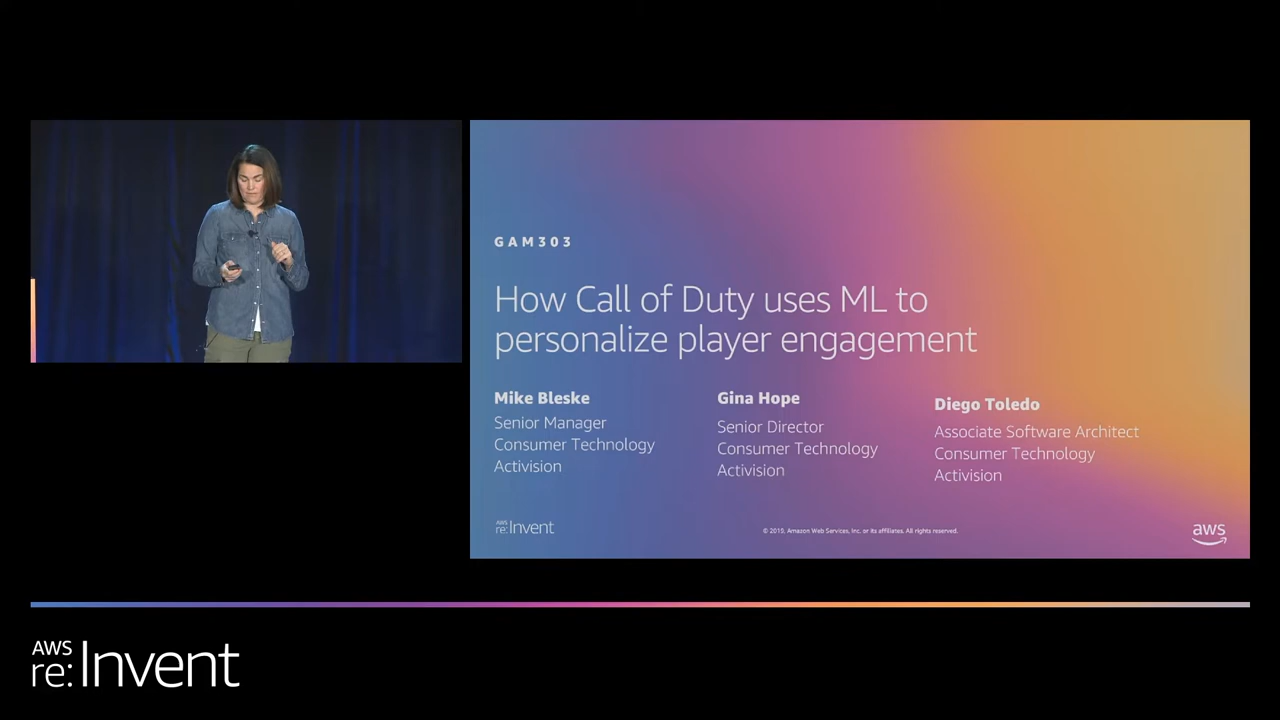 GAM303
How Call of Duty uses ML to
personalize player engagement
Mike Bleske
Senior Manager
Consumer Technology
Activision
Gina Hope
Senior Director
Consumer Technology
Activision
Diego Toledo
Associate Software Architect
Consumer Technology
Activision
AWS
re:Invent
© 2019, Amazon Web Services, Inc. or its affiliates. All rights reserved.
aws
AWS
re:Invent